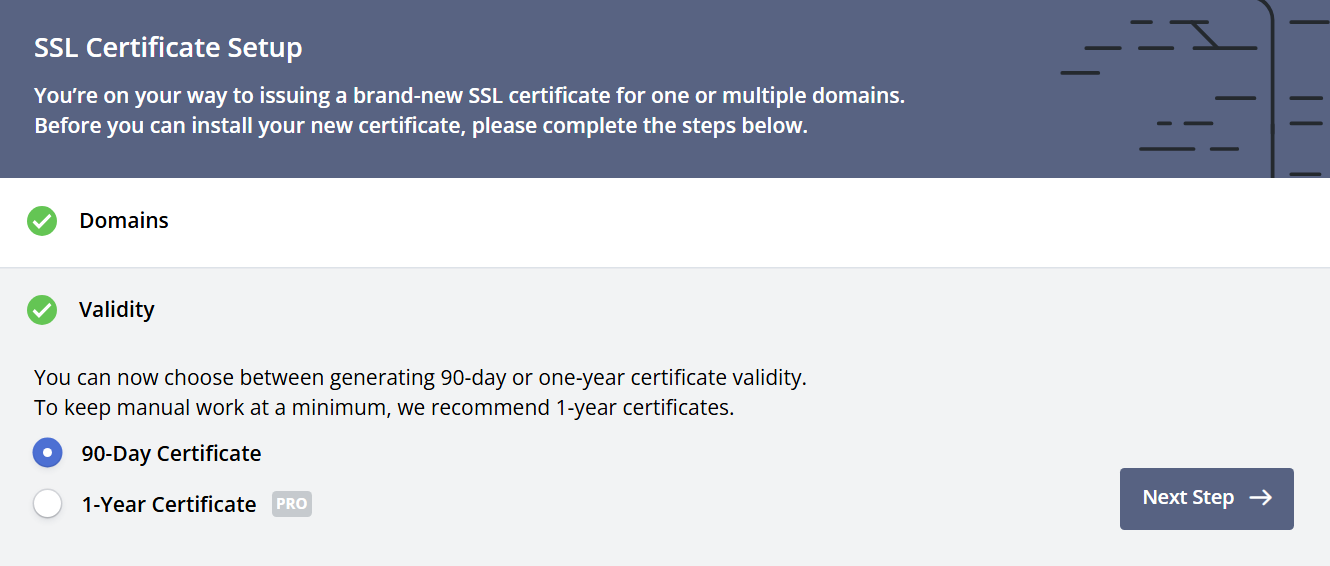 SSL Certificate Setup
You’re on your way to issuing a brand-new SSL certificate for one or multiple domains.
Before you can install your new certificate, please complete the steps below.
Domains
Validity
You can now choose between generating 90-day or one-year certificate validity.
To keep manual work at a minimum, we recommend 1-year certificates.
90-Day Certificate
1-Year Certificate PRO
Next Step